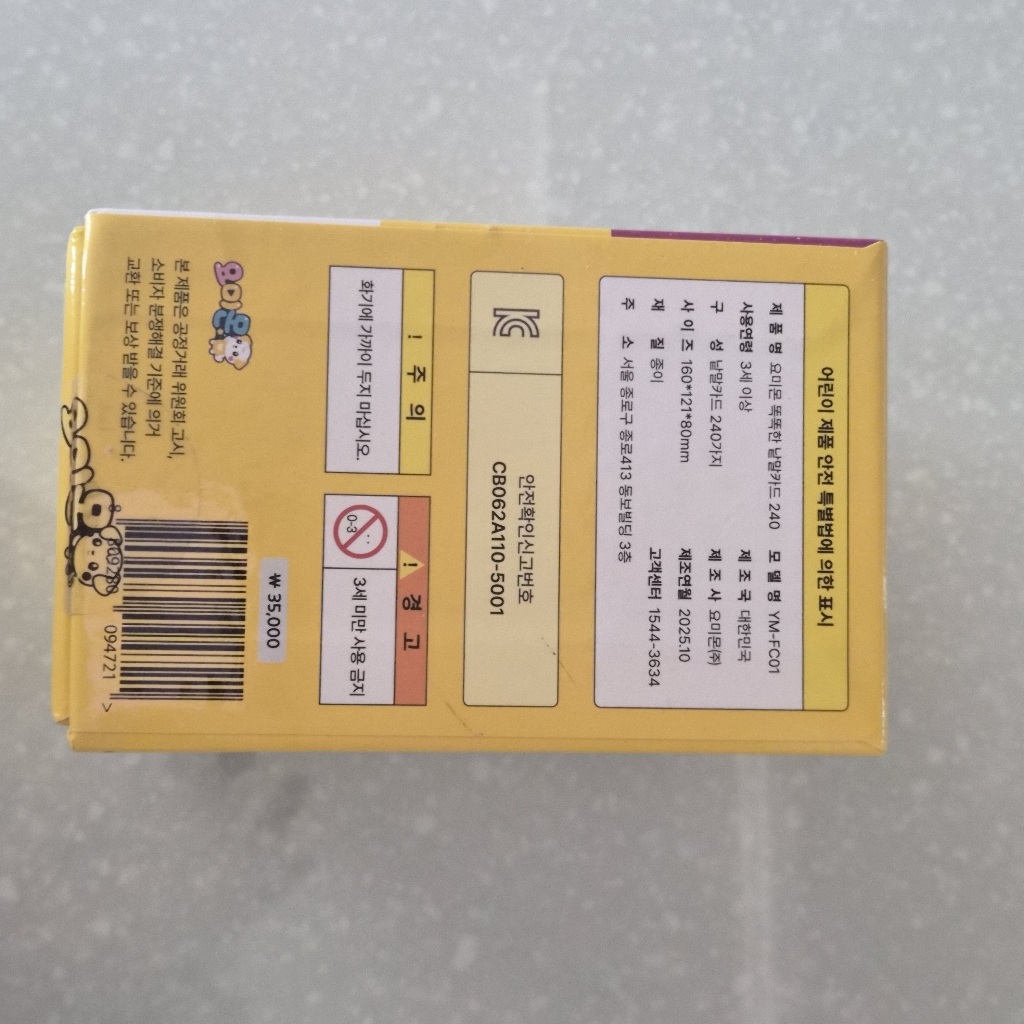 어린이 제품 안전 특별법에 의한 표시
제 품 명 요미몬 똑똑한 낱말카드 240 모 델 명 YM-FC01
사용연령 3세 이상 제 조 국 대한민국
구 성 낱말카드 240가지 제 조 사 요미몬(주)
사 이 즈 160*121*80mm 제조연월 2025.10
재 질 종이 고객센터 1544-3634
주 소 서울 종로구 종로413 동보빌딩 3층
안전확인신고번호
CB062A110-5001
! 주 의
화기에 가까이 두지 마십시오.
! 경 고
0-3
3세 미만 사용 금지
₩ 35,000
요미몬
본 제품은 공정거래 위원회 고시,
소비자 분쟁해결 기준에 의거
교환 또는 보상 받을 수 있습니다.
094721 >
요미몬